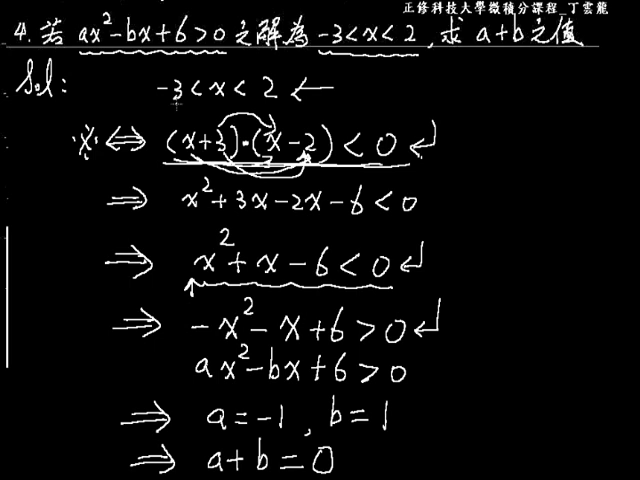 正修科技大學微積分課程_丁雲龍
4. 若 ax²-bx+6>0 之解為 -3<x<2, 求 a+b 之值
Sol: -3<x<2 ←
·x· ⇔ (x+3)·(x-2)<0 ↲
⇒ x²+3x-2x-6<0
⇒ x²+x-6<0 ↲
⇒ -x²-x+6>0 ↲
ax²-bx+6>0
⇒ a=-1, b=1
⇒ a+b=0